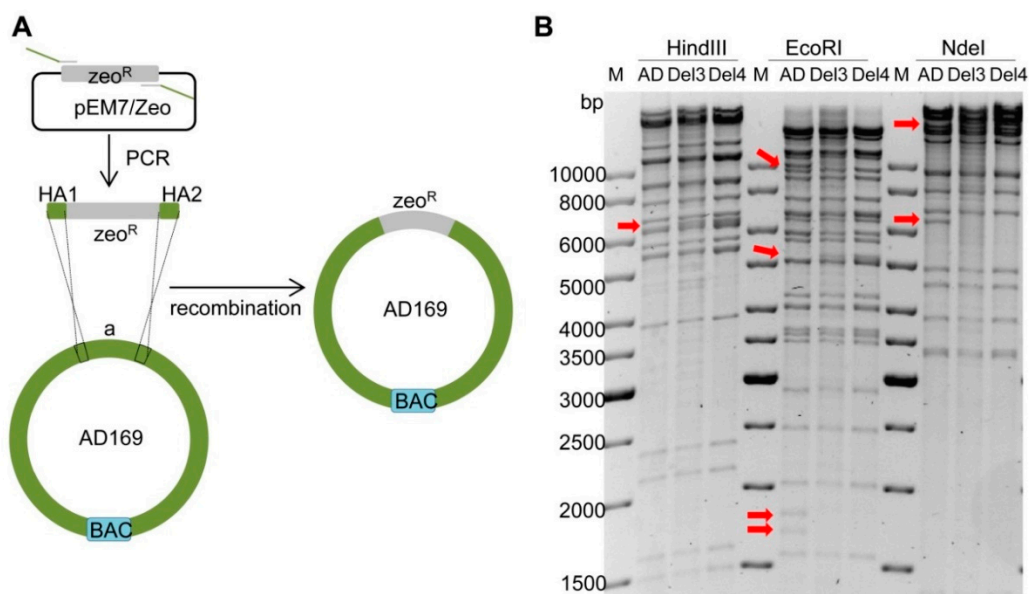 A
zeoR
pEM7/Zeo
PCR
HA1 HA2
zeoR
a
AD169
BAC
recombination
zeoR
AD169
BAC
B
HindIII EcoRI NdeI
M AD Del3 Del4 M AD Del3 Del4 M AD Del3 Del4
bp
10000
8000
6000
5000
4000
3500
3000
2500
2000
1500